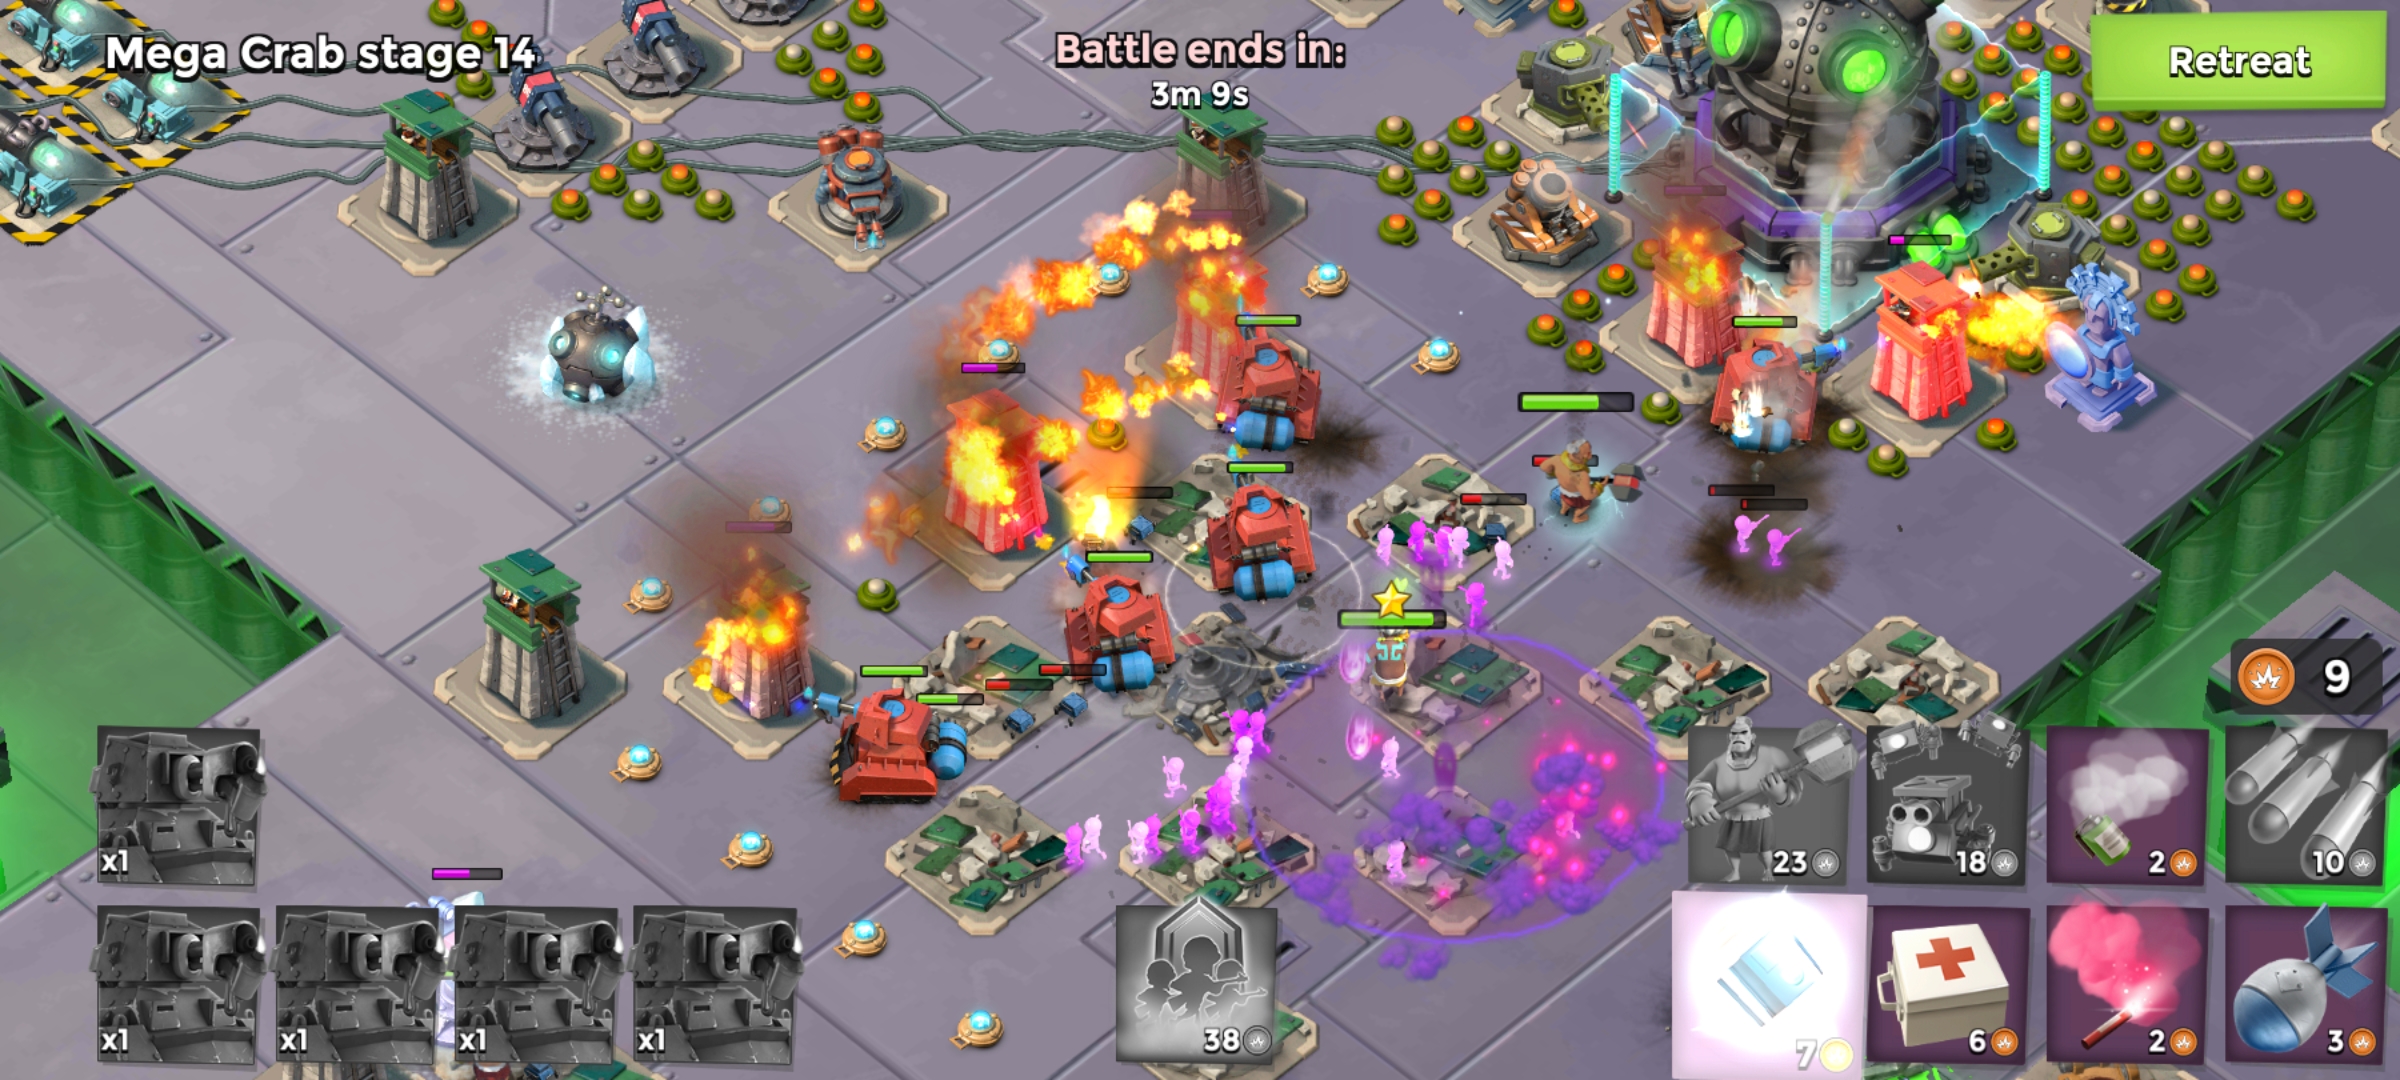 Mega Crab stage 14
Battle ends in:
3m 9s
Retreat
9
x1
23
18
2
10
x1
x1
x1
x1
38
7
6
2
3